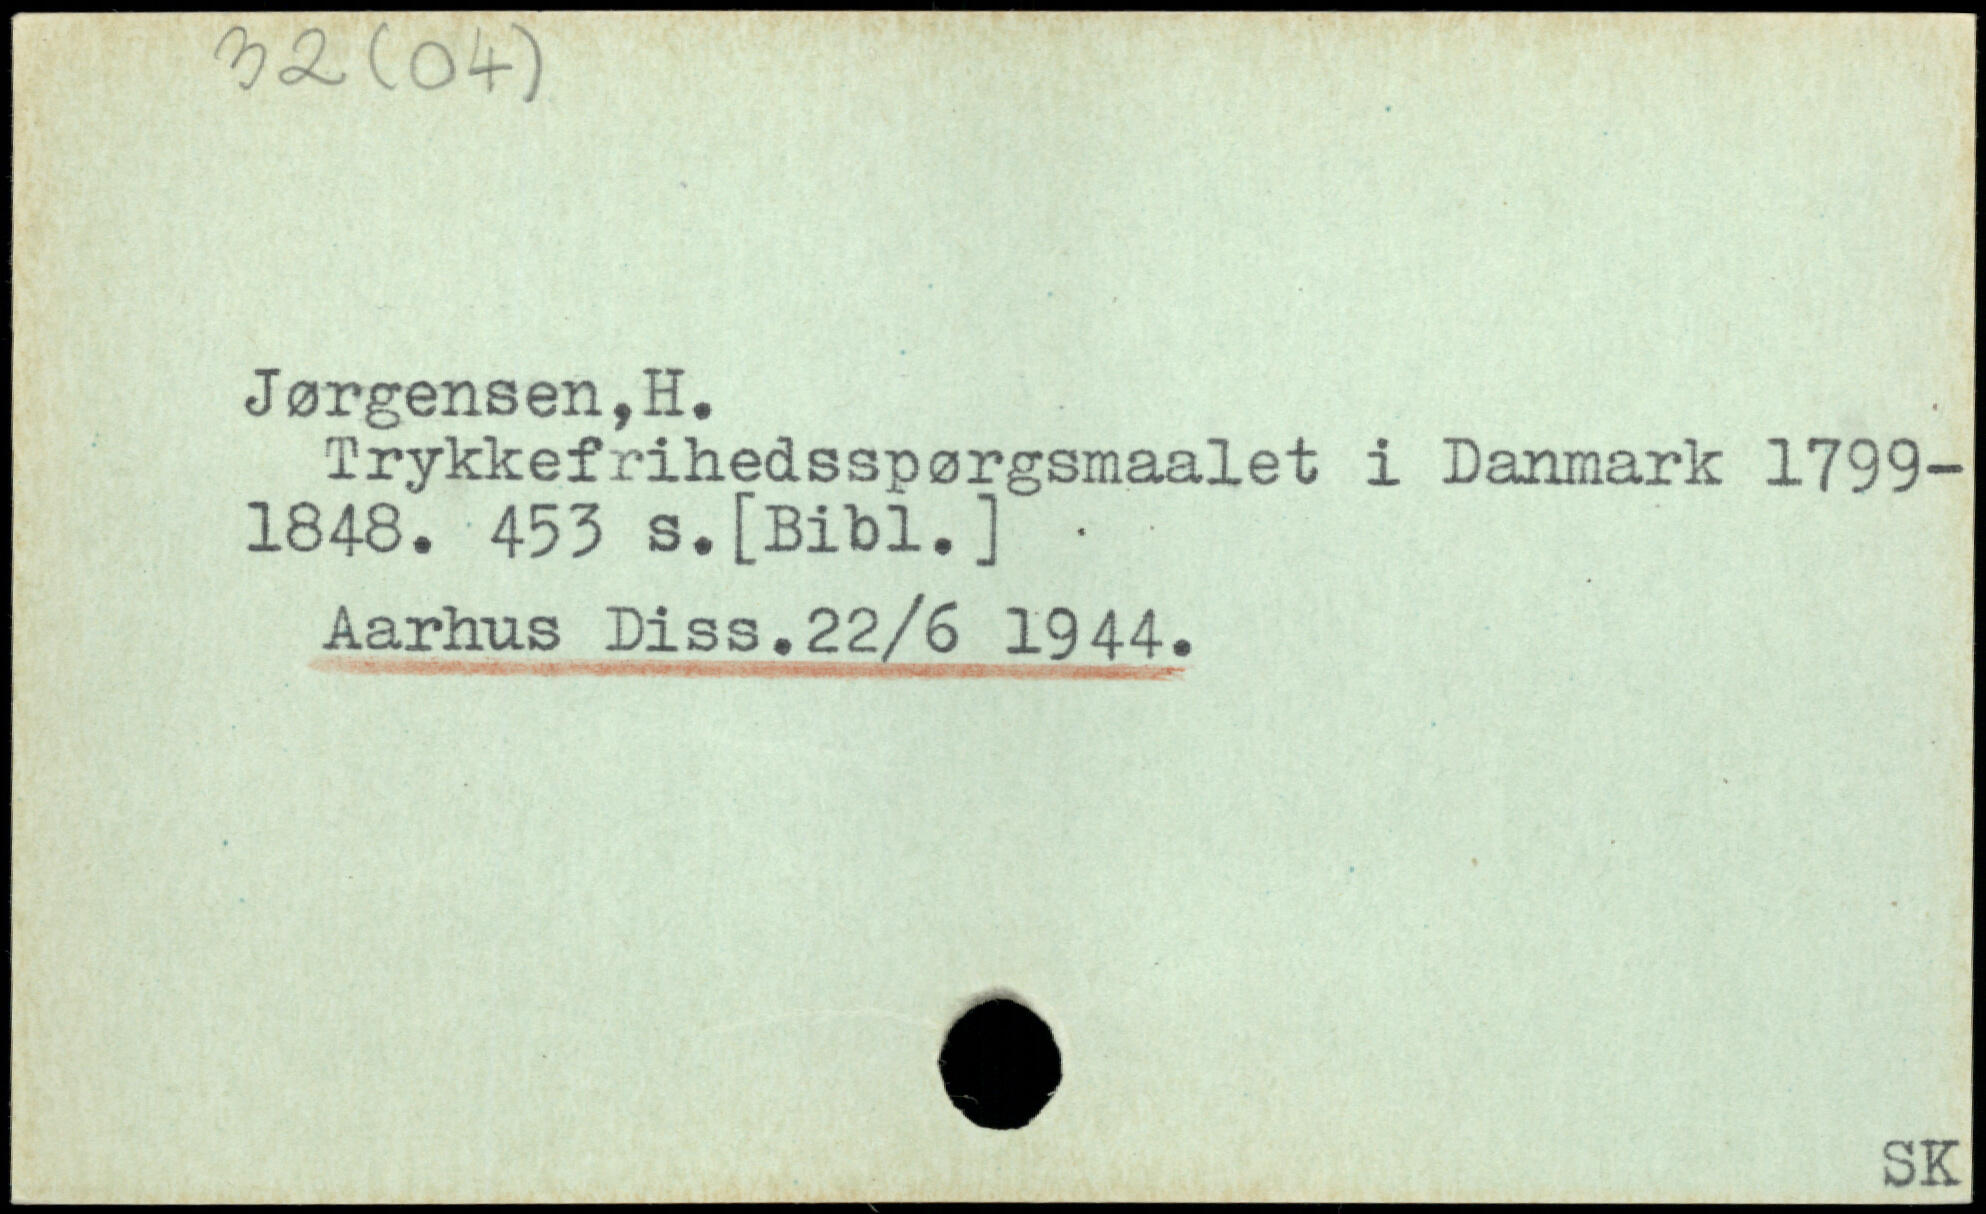 32(04)
Jørgensen,H.
Trykkefrihedsspørgsmaalet i Danmark 1799-
1848. 453 s.[Bibl.]
Aarhus Diss.22/6 1944.
SK